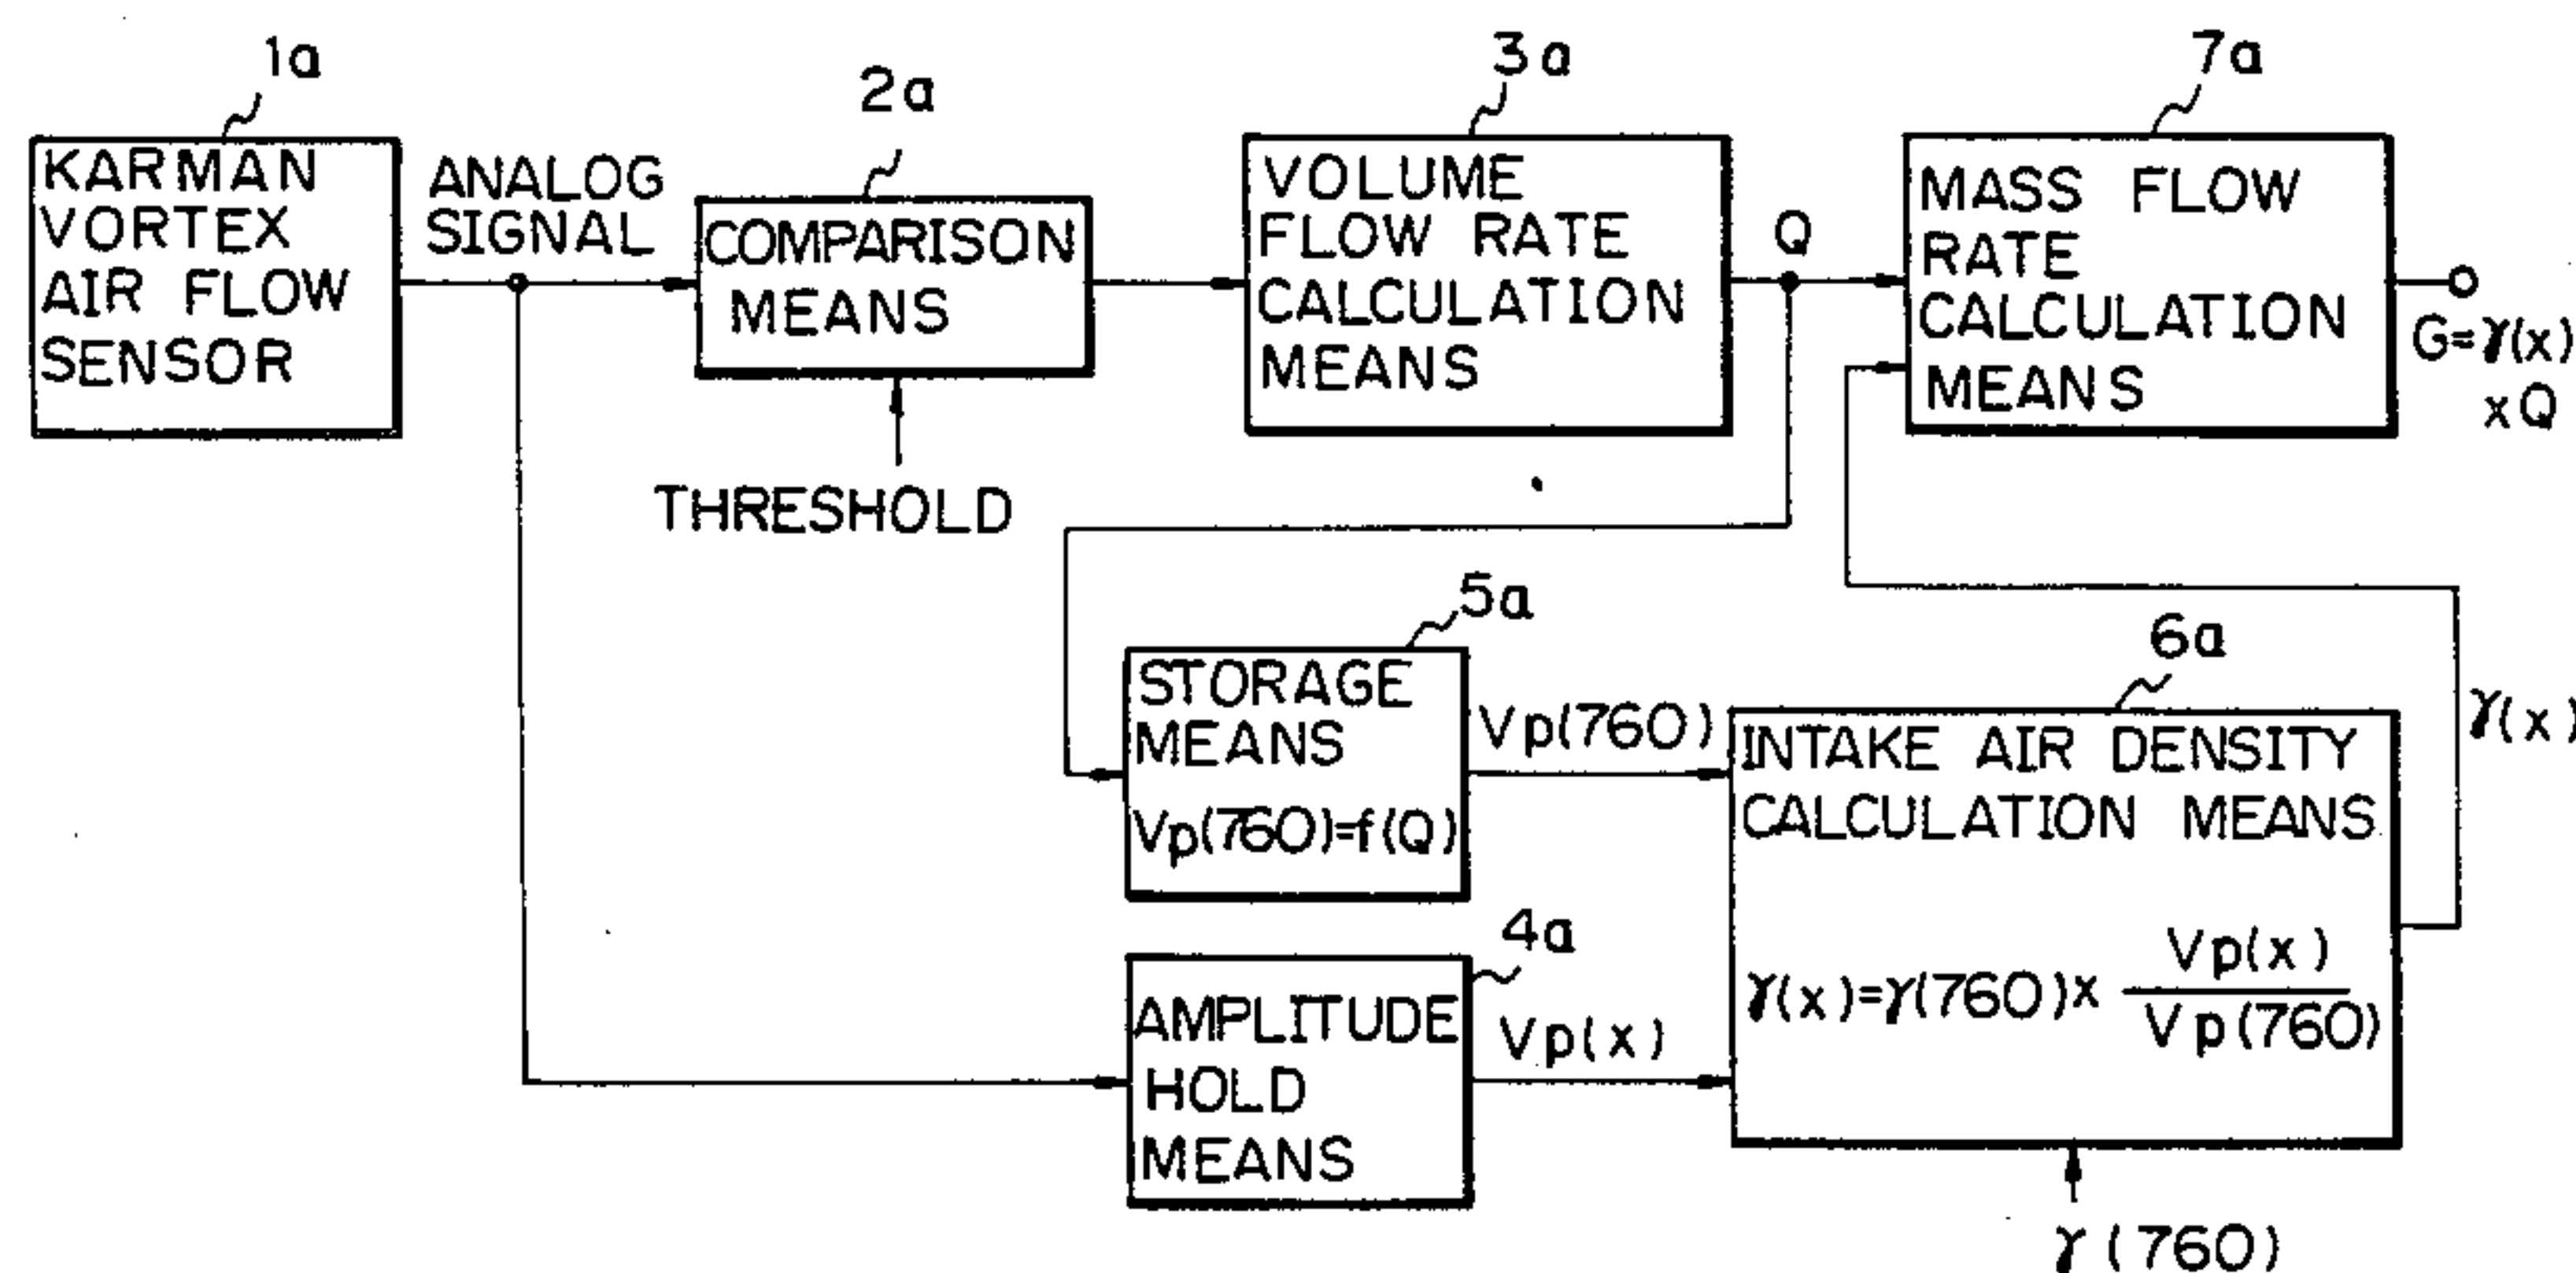 1a
KARMAN
VORTEX
AIR FLOW
SENSOR
ANALOG
SIGNAL
2a
COMPARISON
MEANS
THRESHOLD
3a
VOLUME
FLOW RATE
CALCULATION
MEANS
Q
7a
MASS FLOW
RATE
CALCULATION
MEANS
G=γ(x)
xQ
5a
STORAGE
MEANS
Vp(760)=f(Q)
Vp(760)
4a
AMPLITUDE
HOLD
MEANS
Vp(x)
6a
INTAKE AIR DENSITY
CALCULATION MEANS
γ(x)=γ(760)x Vp(x)
Vp(760)
γ(x)
γ(760)